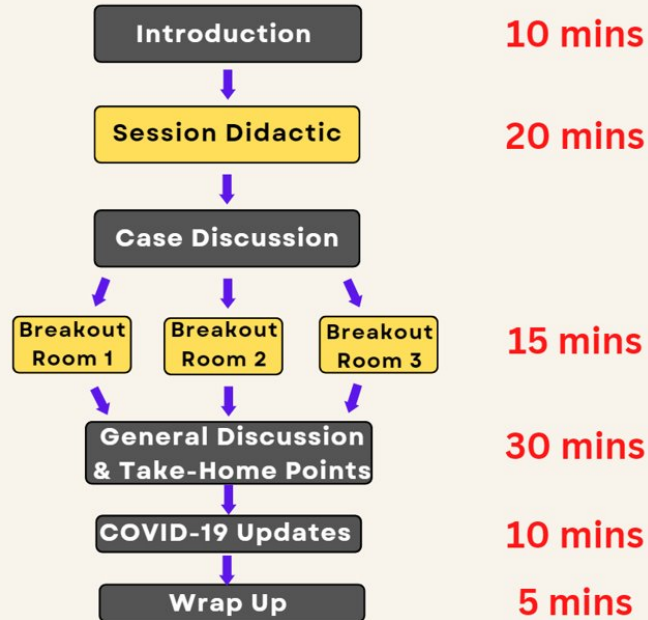 Introduction 10 mins
Session Didactic 20 mins
Case Discussion
Breakout Room 1
Breakout Room 2
Breakout Room 3
15 mins
General Discussion
& Take-Home Points
30 mins
COVID-19 Updates 10 mins
Wrap Up 5 mins